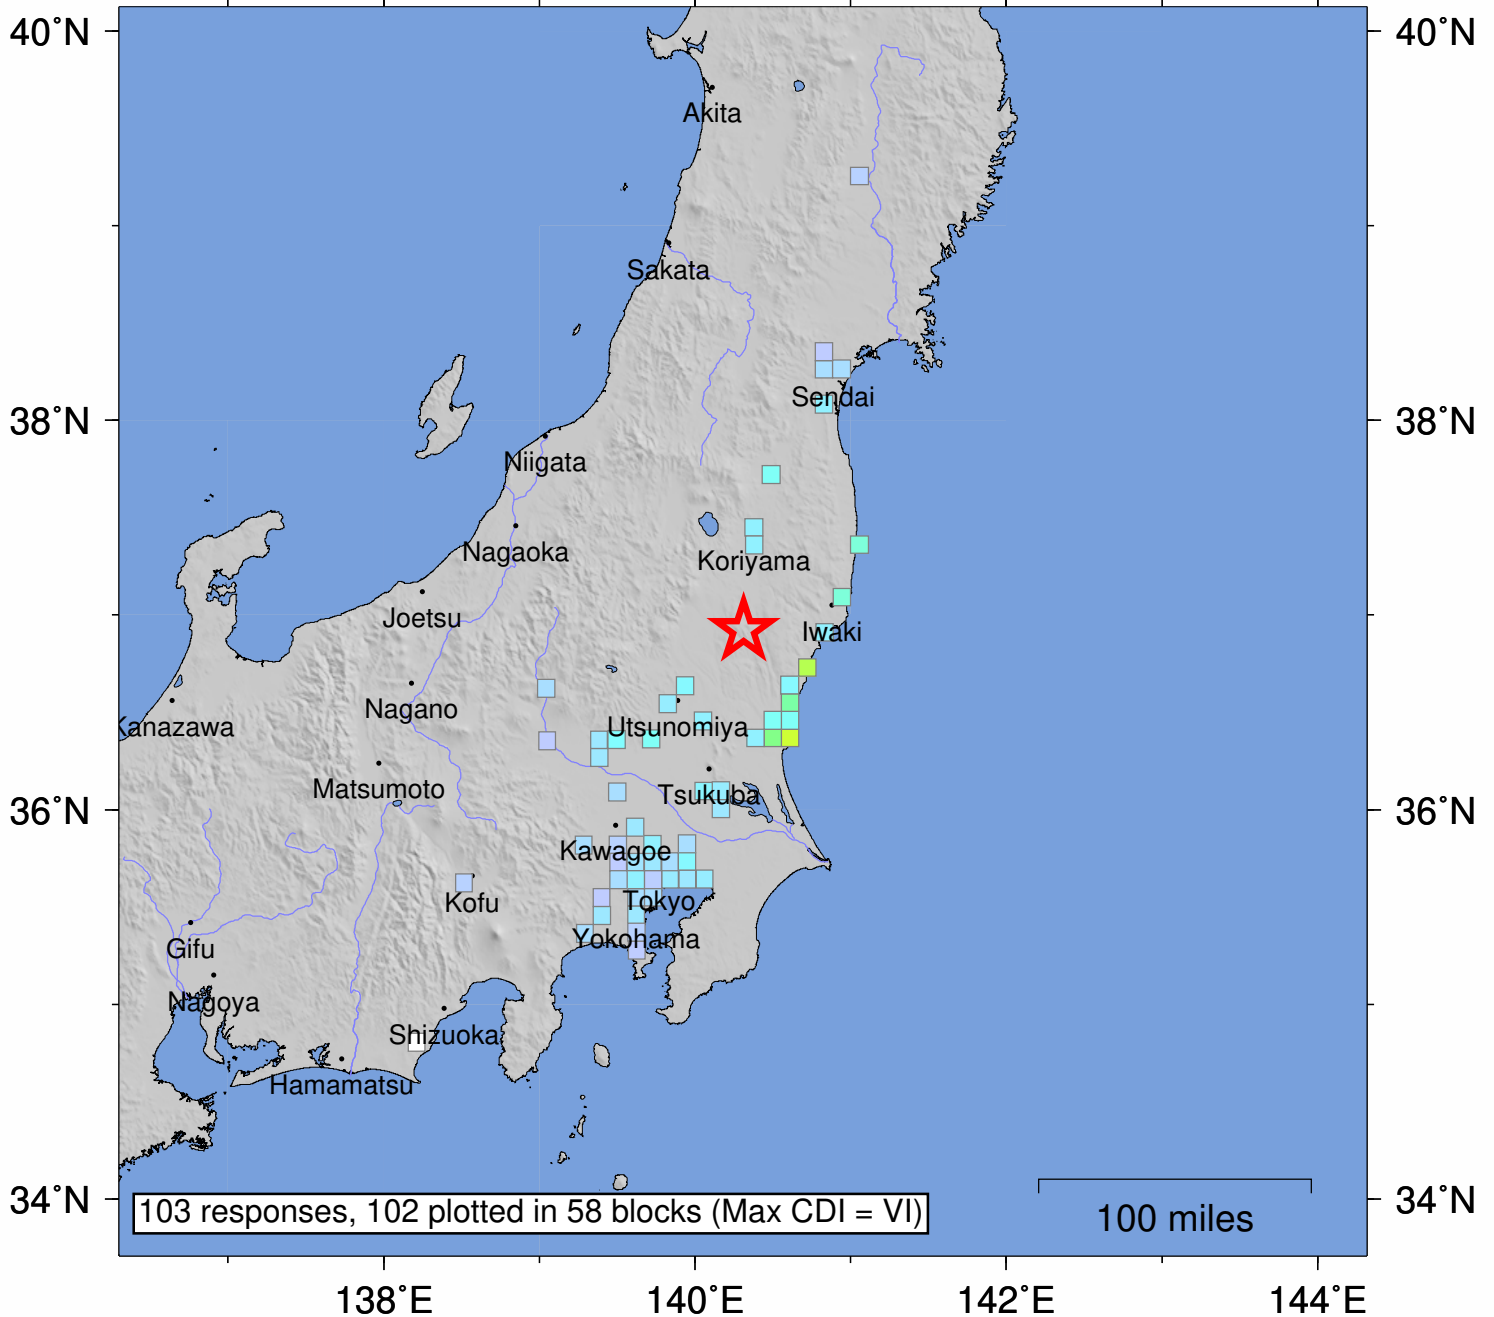 40°N
40°N
Akita
Sakata
Sendai
38°N
38°N
Niigata
Nagaoka
Koriyama
Joetsu
Iwaki
Nagano
Kanazawa
Utsunomiya
Matsumoto
Tsukuba
36°N
36°N
Kawagoe
Kofu
Tokyo
Yokohama
Gifu
Nagoya
Shizuoka
Hamamatsu
34°N
34°N
103 responses, 102 plotted in 58 blocks (Max CDI = VI)
100 miles
138°E
140°E
142°E
144°E